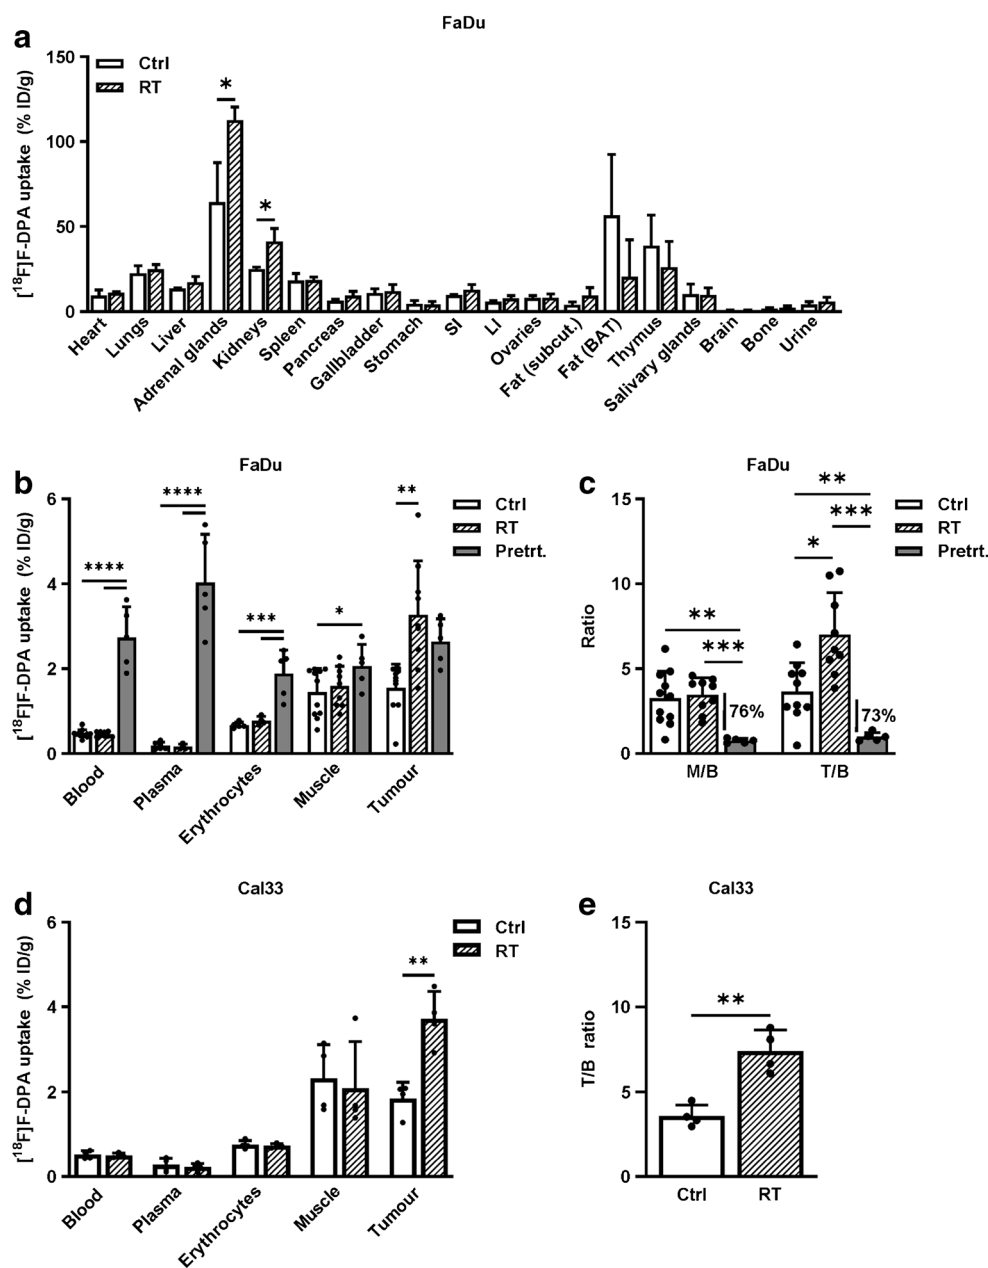 FaDu
a
[¹⁸F]F-DPA uptake (% ID/g)
150
100
50
0
Ctrl
RT
*
*
Heart
Lungs
Liver
Adrenal glands
Kidneys
Spleen
Pancreas
Gallbladder
Stomach
SI
LI
Ovaries
Fat (subcut.)
Fat (BAT)
Thymus
Salivary glands
Brain
Bone
Urine
b
FaDu
[¹⁸F]F-DPA uptake (% ID/g)
6
4
2
0
****
****
***
*
**
Ctrl
RT
Pretrt.
Blood
Plasma
Erythrocytes
Muscle
Tumour
c
FaDu
Ratio
15
10
5
0
**
***
*
**
***
76%
73%
Ctrl
RT
Pretrt.
M/B
T/B
d
Cal33
[¹⁸F]F-DPA uptake (% ID/g)
6
4
2
0
**
Ctrl
RT
Blood
Plasma
Erythrocytes
Muscle
Tumour
e
Cal33
T/B ratio
15
10
5
0
**
Ctrl
RT